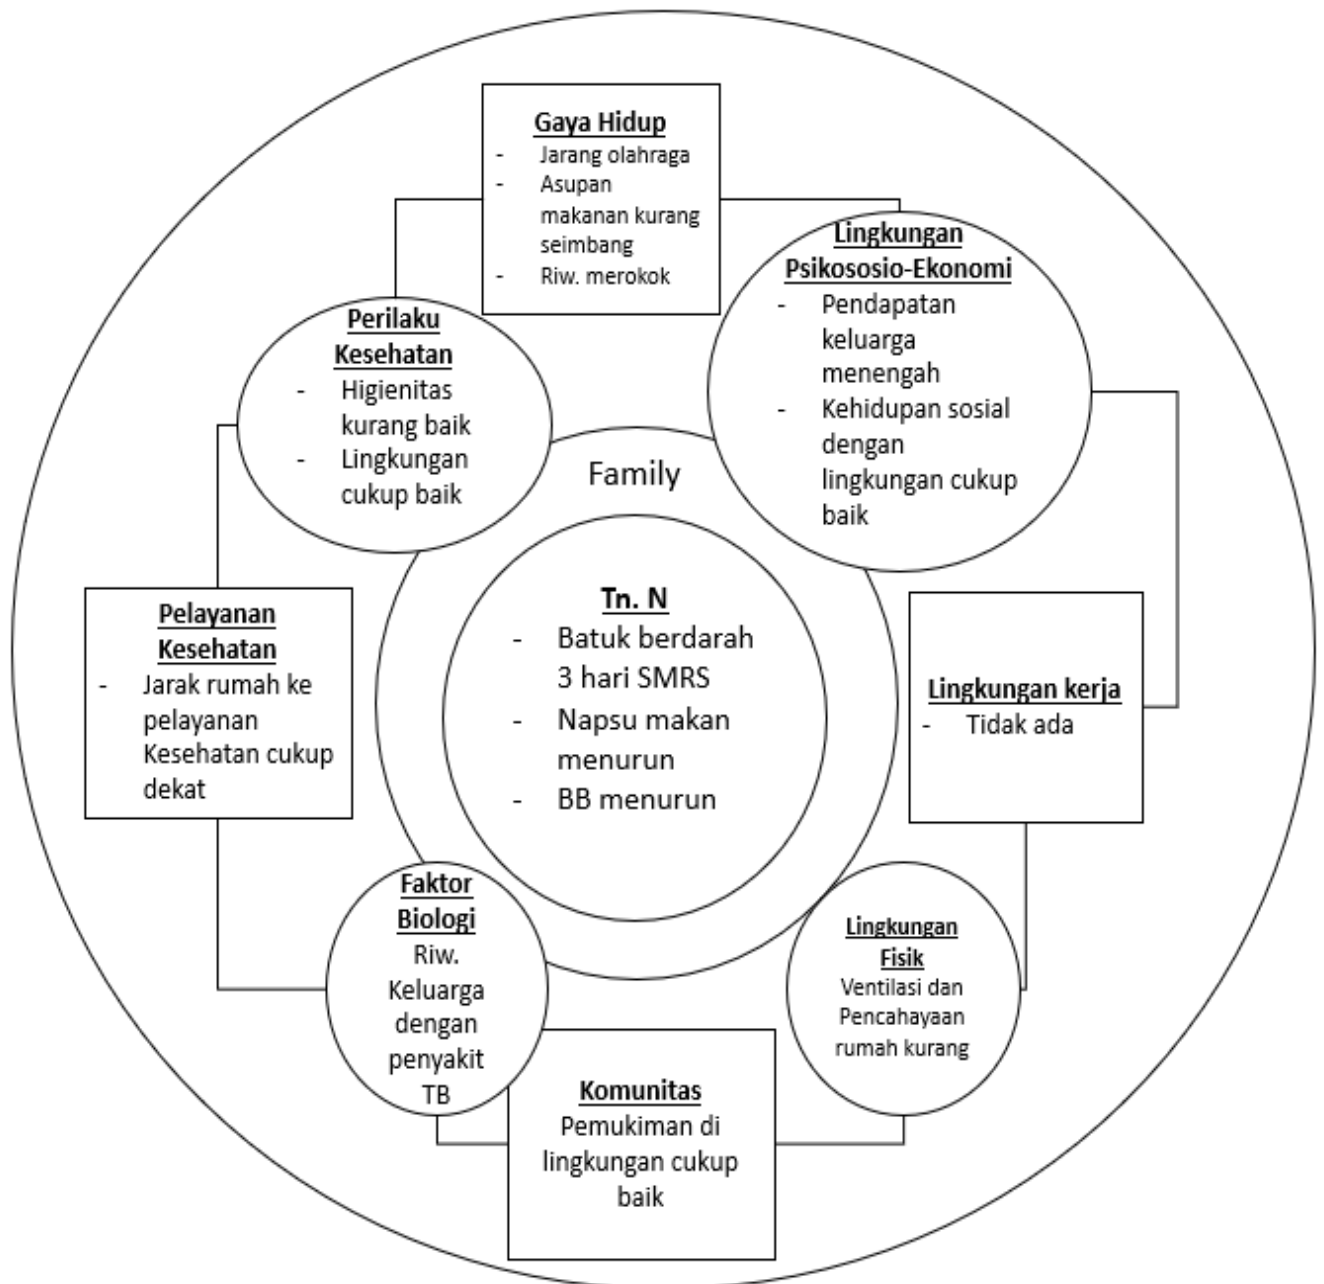 Gaya Hidup
- Jarang olahraga
- Asupan
makanan kurang
seimbang
- Riw. merokok
Lingkungan
Psikososio-Ekonomi
- Pendapatan
keluarga
menengah
- Kehidupan sosial
dengan
lingkungan cukup
baik
Perilaku
Kesehatan
- Higienitas
kurang baik
- Lingkungan
cukup baik
Family
Tn. N
- Batuk berdarah
3 hari SMRS
- Napsu makan
menurun
- BB menurun
Pelayanan
Kesehatan
- Jarak rumah ke
pelayanan
Kesehatan cukup
dekat
Lingkungan kerja
- Tidak ada
Faktor
Biologi
Riw.
Keluarga
dengan
penyakit
TB
Lingkungan
Fisik
Ventilasi dan
Pencahayaan
rumah kurang
Komunitas
Pemukiman di
lingkungan cukup
baik